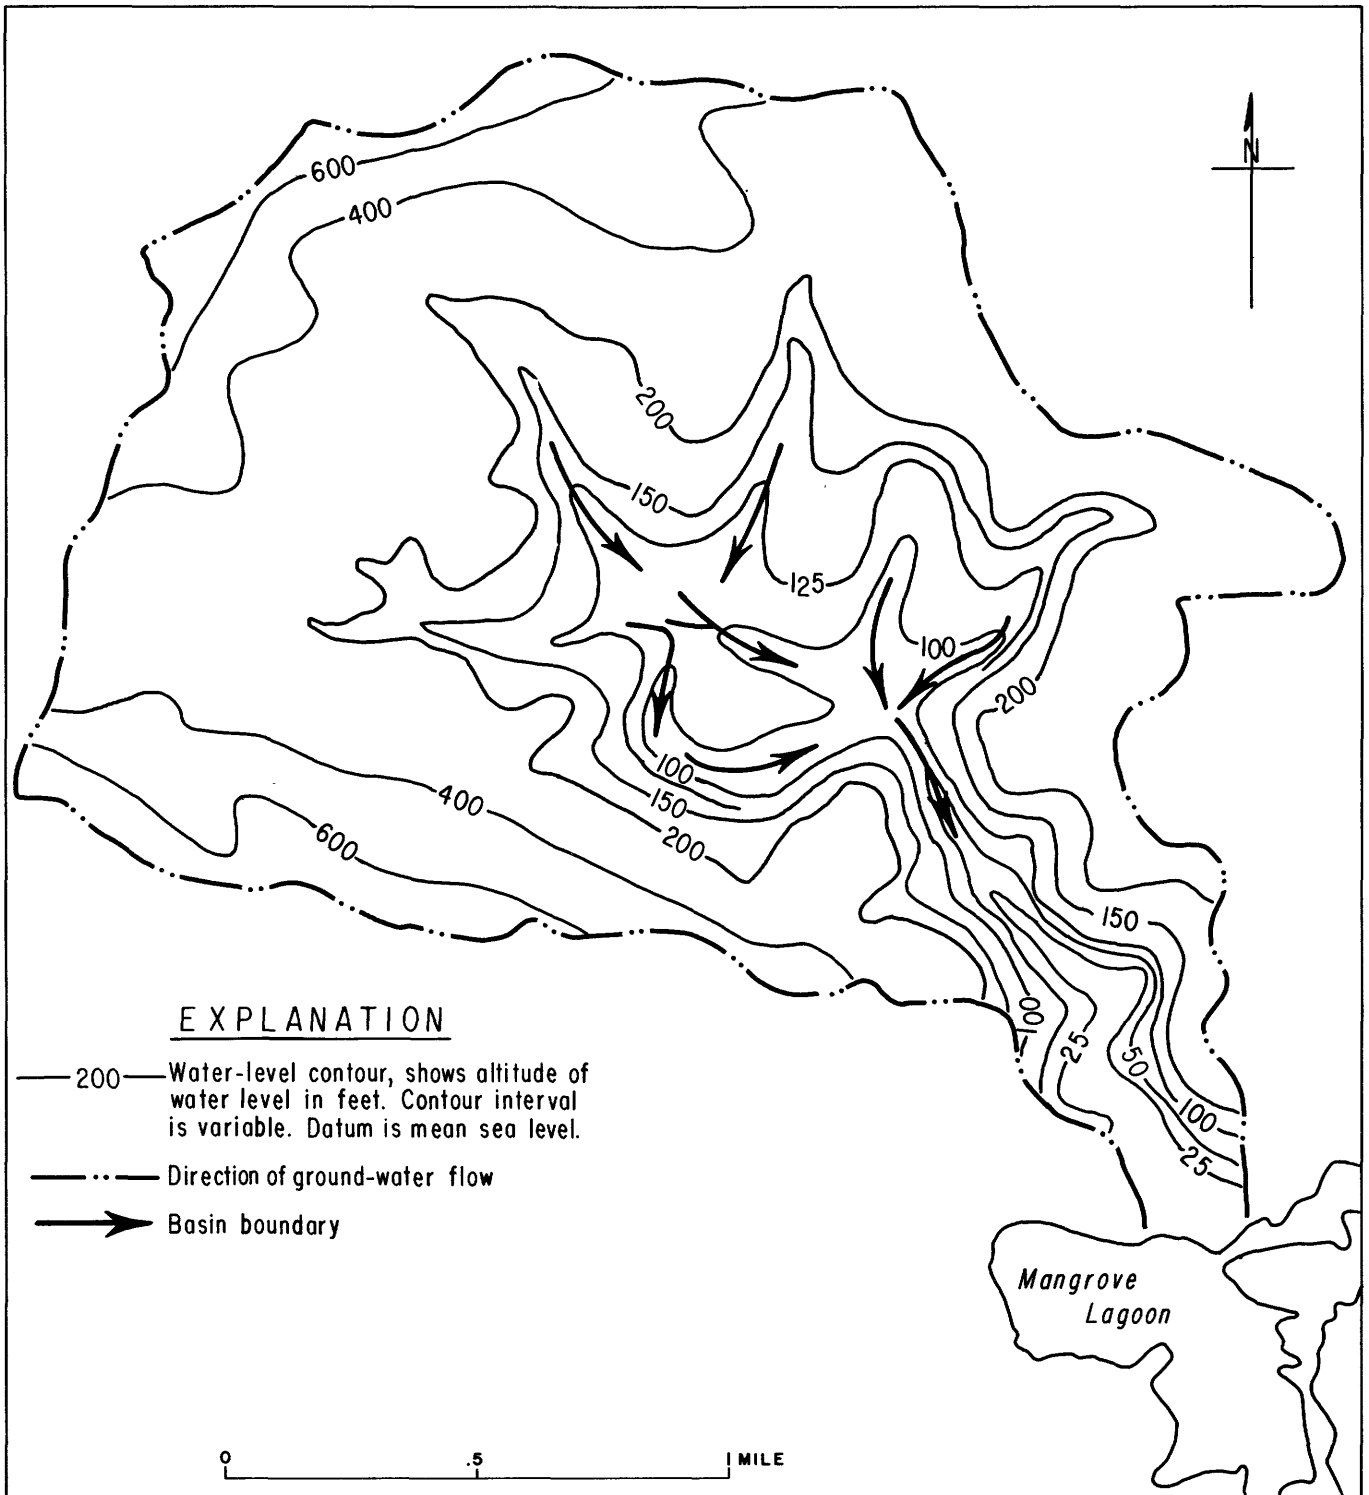 N
600
400
200
150
125
100
200
100
150
200
400
600
150
100
25
50
100
25
EXPLANATION
200 Water-level contour, shows altitude of
water level in feet. Contour interval
is variable. Datum is mean sea level.
Direction of ground-water flow
Basin boundary
Mangrove
Lagoon
0 .5 1 MILE